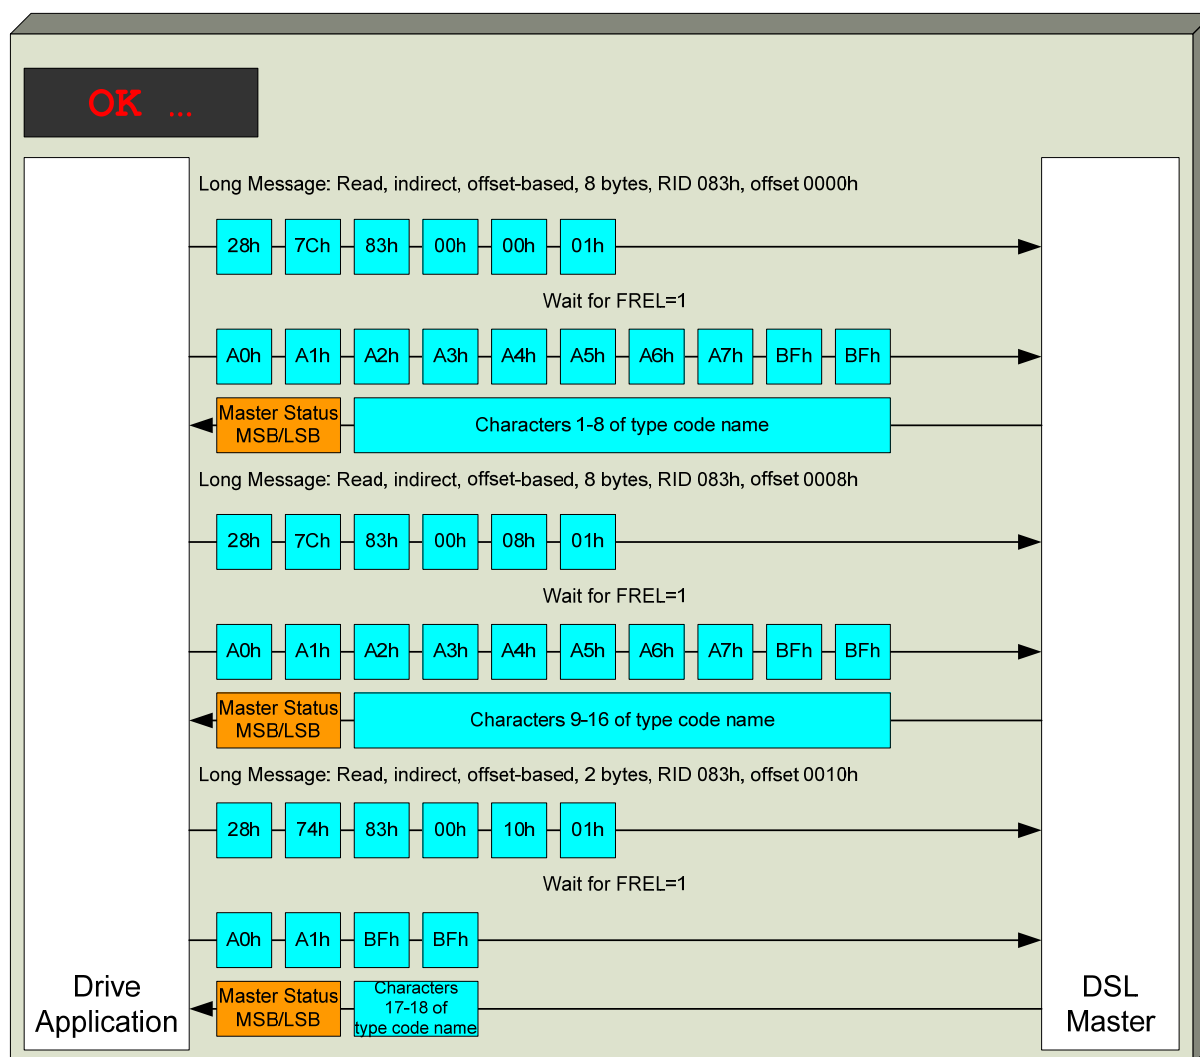 OK ...
Long Message: Read, indirect, offset-based, 8 bytes, RID 083h, offset 0000h
28h 7Ch 83h 00h 00h 01h
Wait for FREL=1
A0h A1h A2h A3h A4h A5h A6h A7h BFh BFh
Master Status
MSB/LSB
Characters 1-8 of type code name
Long Message: Read, indirect, offset-based, 8 bytes, RID 083h, offset 0008h
28h 7Ch 83h 00h 08h 01h
Wait for FREL=1
A0h A1h A2h A3h A4h A5h A6h A7h BFh BFh
Master Status
MSB/LSB
Characters 9-16 of type code name
Long Message: Read, indirect, offset-based, 2 bytes, RID 083h, offset 0010h
28h 74h 83h 00h 10h 01h
Wait for FREL=1
A0h A1h BFh BFh
Master Status
MSB/LSB
Characters
17-18 of
type code name
Drive
Application
DSL
Master